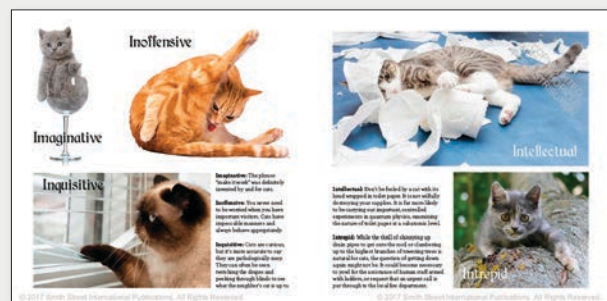 Inoffensive
Imaginative
Inquisitive
Imaginative: The phrase
"make it work" was definitely
invented by and for cats.
Inoffensive: You never need
to be worried when you have
important visitors. Cats have
impeccable manners and
always behave appropriately.
Inquisitive: Cats are curious,
but it's more accurate to say
they are pathologically nosy.
They can often be seen
twitching the drapes and
peeking through blinds to see
what the neighbor's cat is up to
Intellectual
Intellectual: Don't be fooled by a cat with its
head wrapped in toilet paper. It is not willfully
destroying your supplies. It is far more likely
to be carrying out important, controlled
experiments in quantum physics, examining
the nature of toilet paper at a subatomic level.
Intrepid: While the thrill of shinnying up
drain pipes to get onto the roof or clambering
up to the highest branches of towering trees is
natural for cats, the question of getting down
again might not be. It could become necessary
to yowl for the assistance of human staff armed
with ladders, or request that an urgent call is
put through to the local fire department.
Intrepid
© 2017 Smith Street International Publications. All Rights Reserved
© 2017 Smith Street International Publications. All Rights Reserved